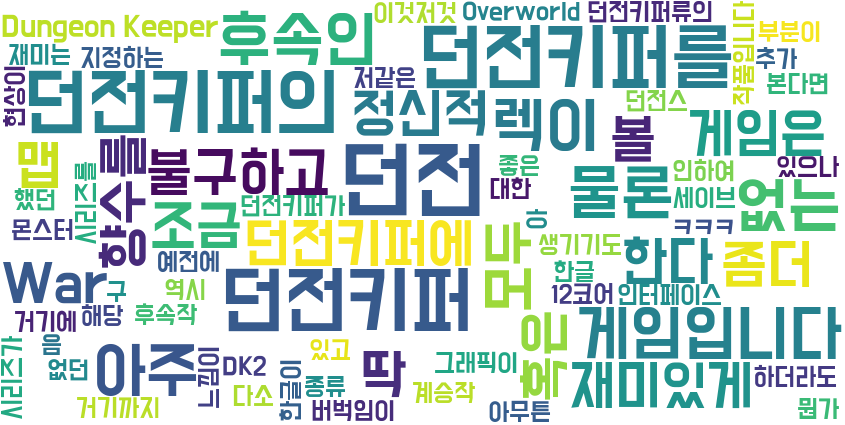 Dungeon Keeper
후속인
이것저것
Overworld
던전키퍼류의
재미는
지정하는
던전키퍼를
부분이
작품입니다
현상이
저같은
추가
본다면
던전키퍼의
정신적
렉이
던전스
볼
게임은
맵
향수를
불구하고
던전
좋은
대한
물론
인하여
있으나
세이브
없는
했던
시리즈를
몬스터
조금
던전키퍼가
던전키퍼에
ㅎ
ㅋㅋㅋ
모나
생기기도
한다
좀더
War
구
예전에
역시
던전키퍼
한글
12코어
인터페이스
거기에
해당
후속작
혹은
게임입니다
시리즈가
음
없던
아주
느낌이
DK2
있고
딱
그래픽이
재미있게
하더라도
거기까지
다소
한글이
종류
버벅임이
계승작
아무튼
뭔가